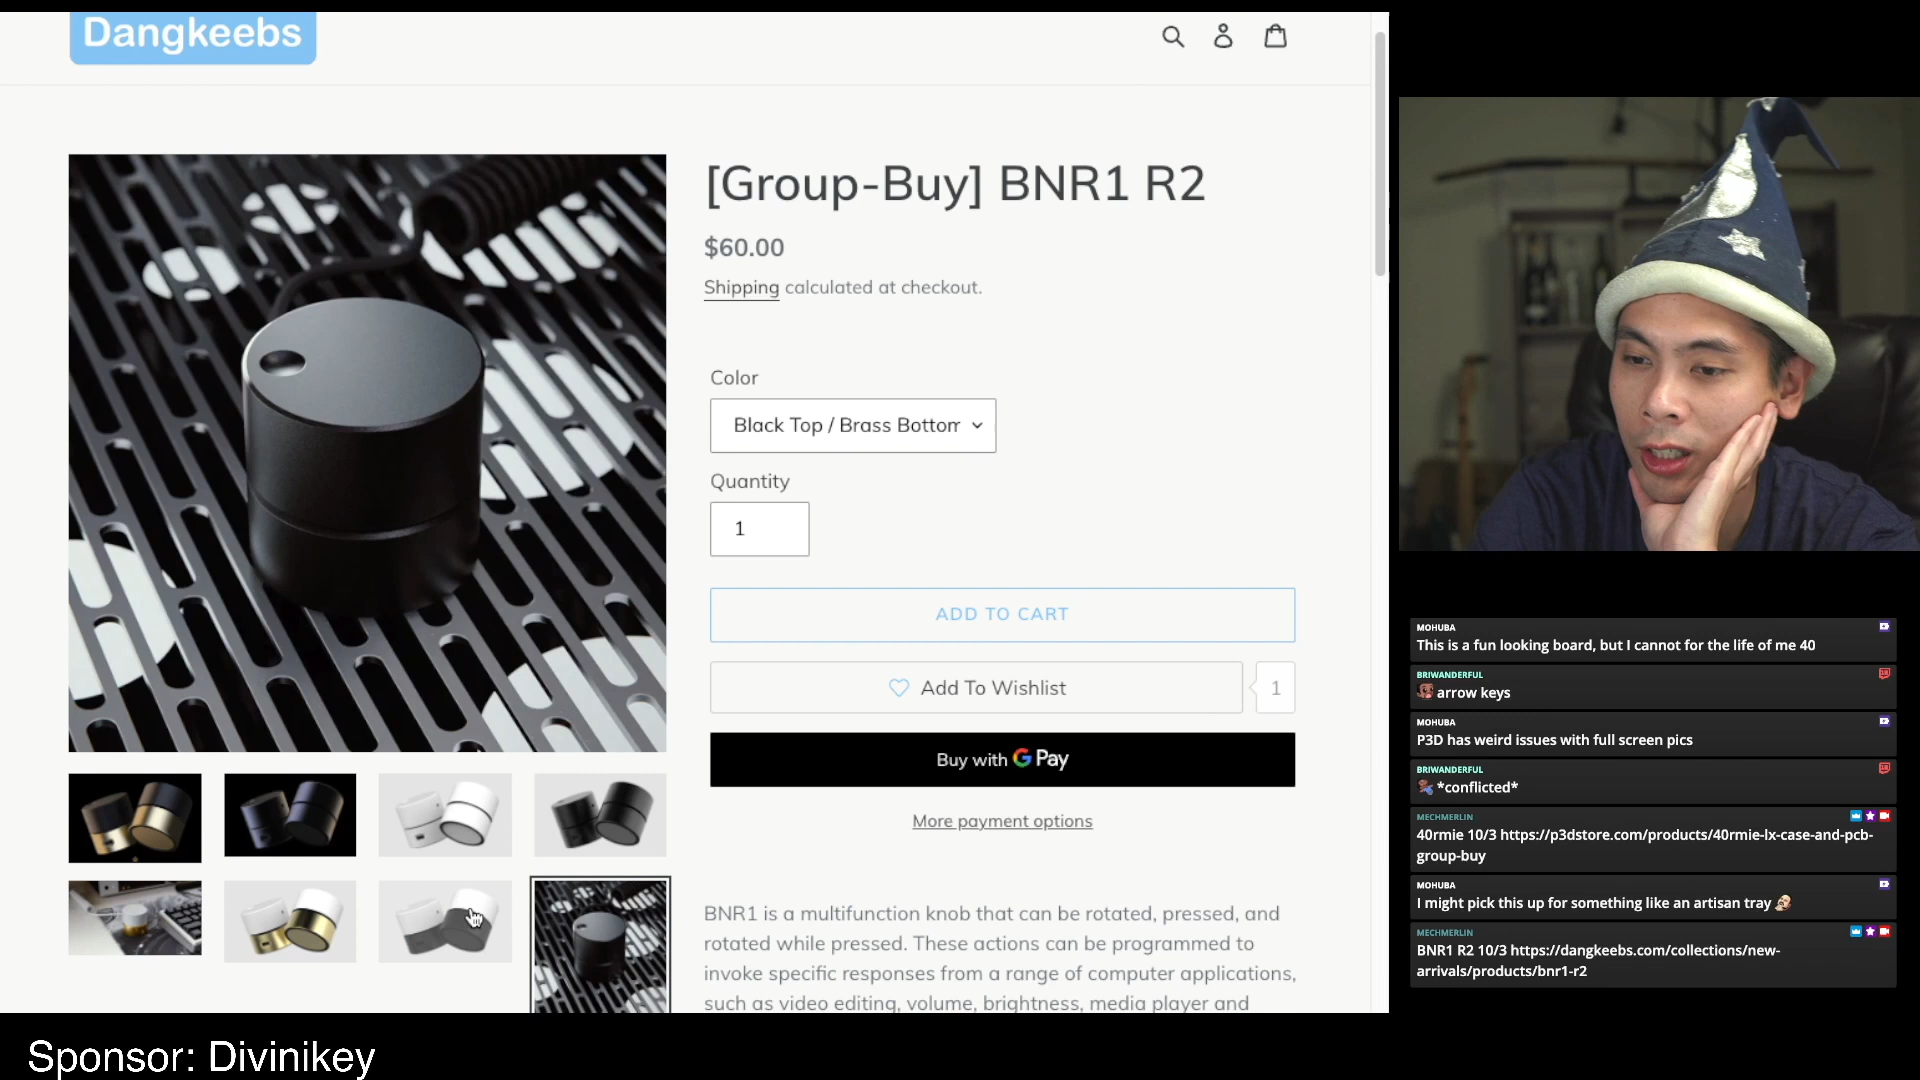 Dangkeebs
[Group-Buy] BNR1 R2
$60.00
Shipping calculated at checkout.
Color
Black Top / Brass Bottom
Quantity
1
ADD TO CART
Add To Wishlist
1
Buy with G Pay
More payment options
BNR1 is a multifunction knob that can be rotated, pressed, and
rotated while pressed. These actions can be programmed to
invoke specific responses from a range of computer applications,
such as video editing, volume, brightness, media player and
MOHUBA
This is a fun looking board, but I cannot for the life of me 40
BRIWANDERFUL
arrow keys
MOHUBA
P3D has weird issues with full screen pics
BRIWANDERFUL
*conflicted*
MECHMERLIN
40rmie 10/3 https://p3dstore.com/products/40rmie-lx-case-and-pcb-
group-buy
MOHUBA
I might pick this up for something like an artisan tray
MECHMERLIN
BNR1 R2 10/3 https://dangkeebs.com/collections/new-
arrivals/products/bnr1-r2
Sponsor: Divinikey